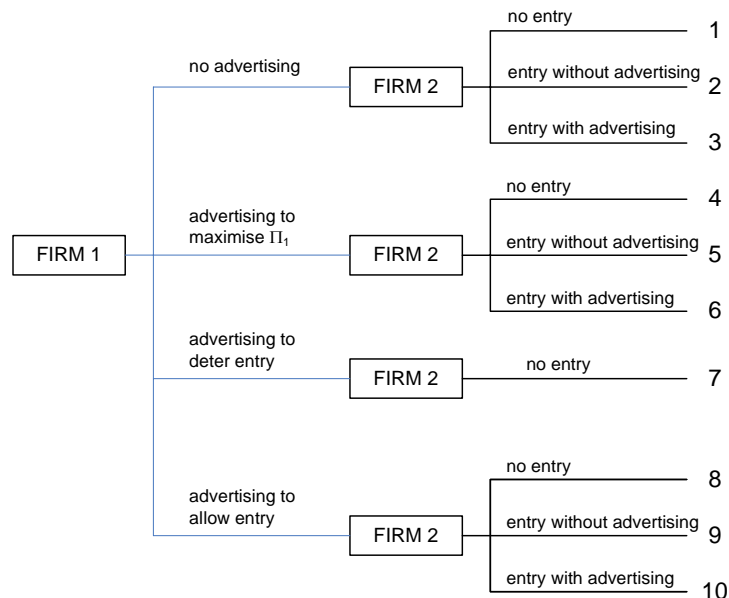 no entry
1
no advertising
FIRM 2
entry without advertising
2
entry with advertising
3
no entry
4
advertising to
maximise Π₁
FIRM 1
FIRM 2
entry without advertising
5
entry with advertising
6
advertising to
deter entry
FIRM 2
no entry
7
no entry
8
advertising to
allow entry
FIRM 2
entry without advertising
9
entry with advertising
10